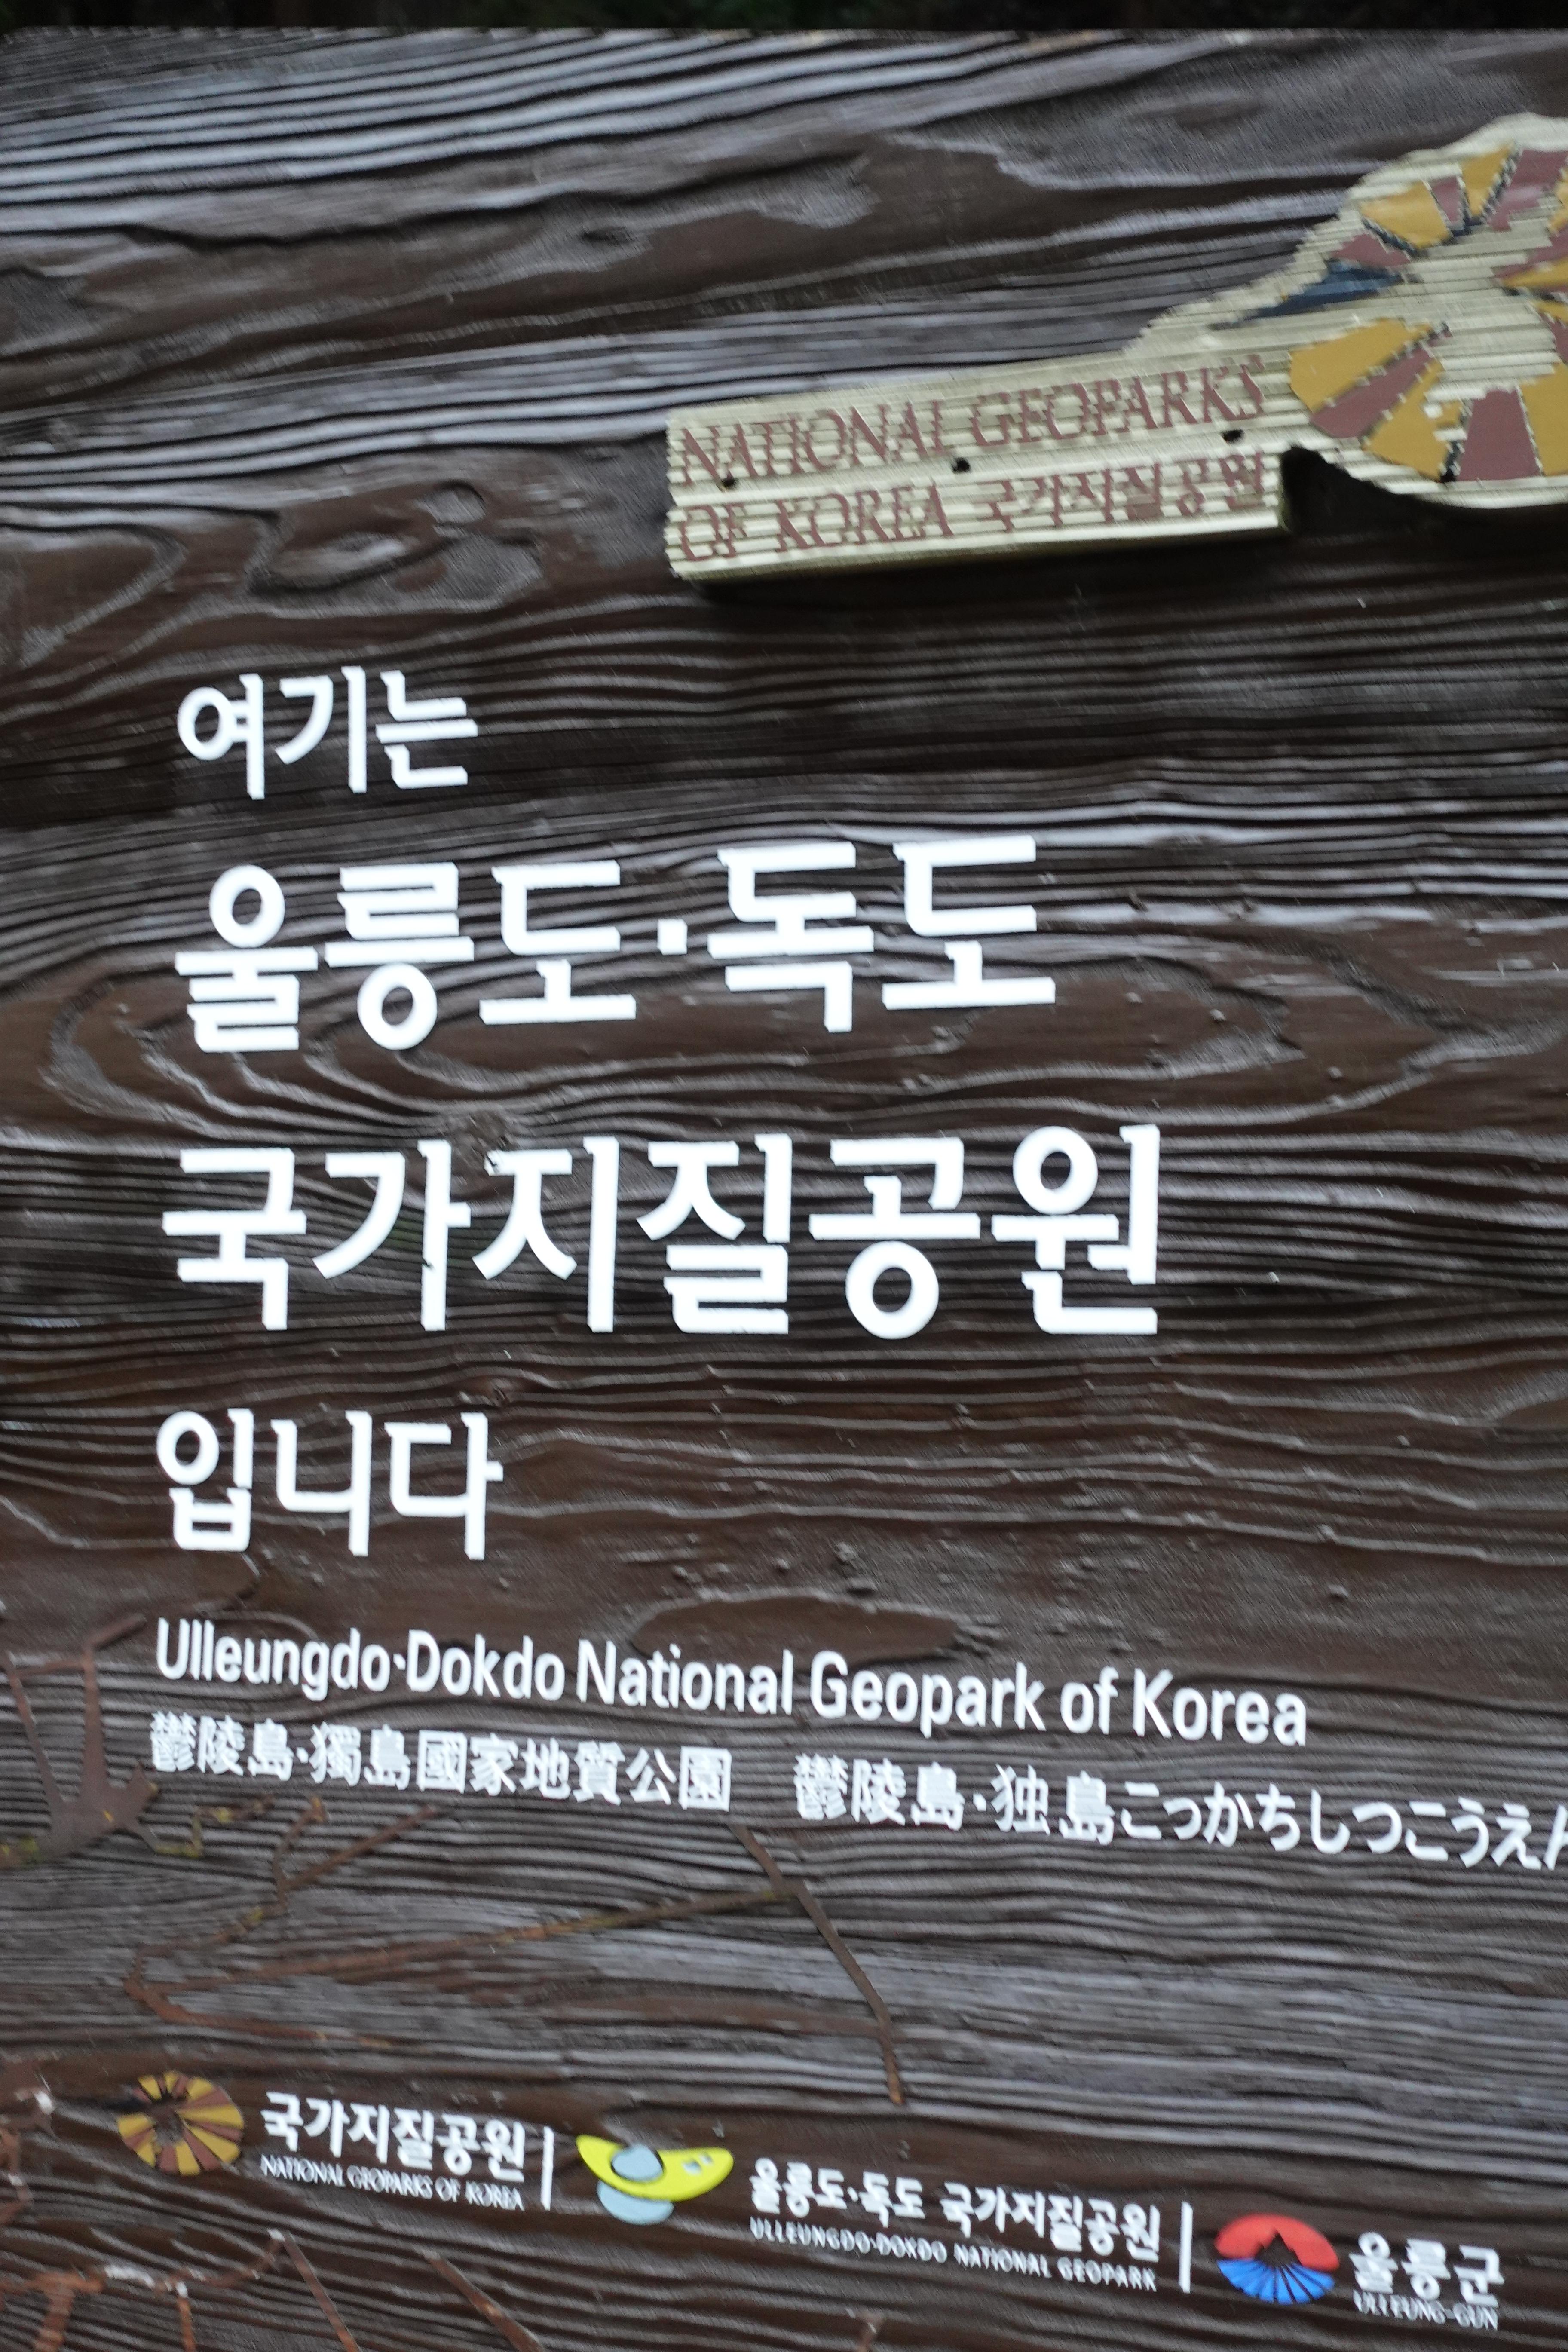 NATIONAL GEOPARKS
OF KOREA 국가지질공원
여기는
울릉도·독도
국가지질공원
입니다
Ulleungdo·Dokdo National Geopark of Korea
鬱陵島·獨島國家地質公園 鬱陵島·独島こっかちしつこうえん
국가지질공원
NATIONAL GEOPARKS OF KOREA
울릉도·독도 국가지질공원
ULLEUNGDO·DOKDO NATIONAL GEOPARK
울릉군
ULLEUNG-GUN